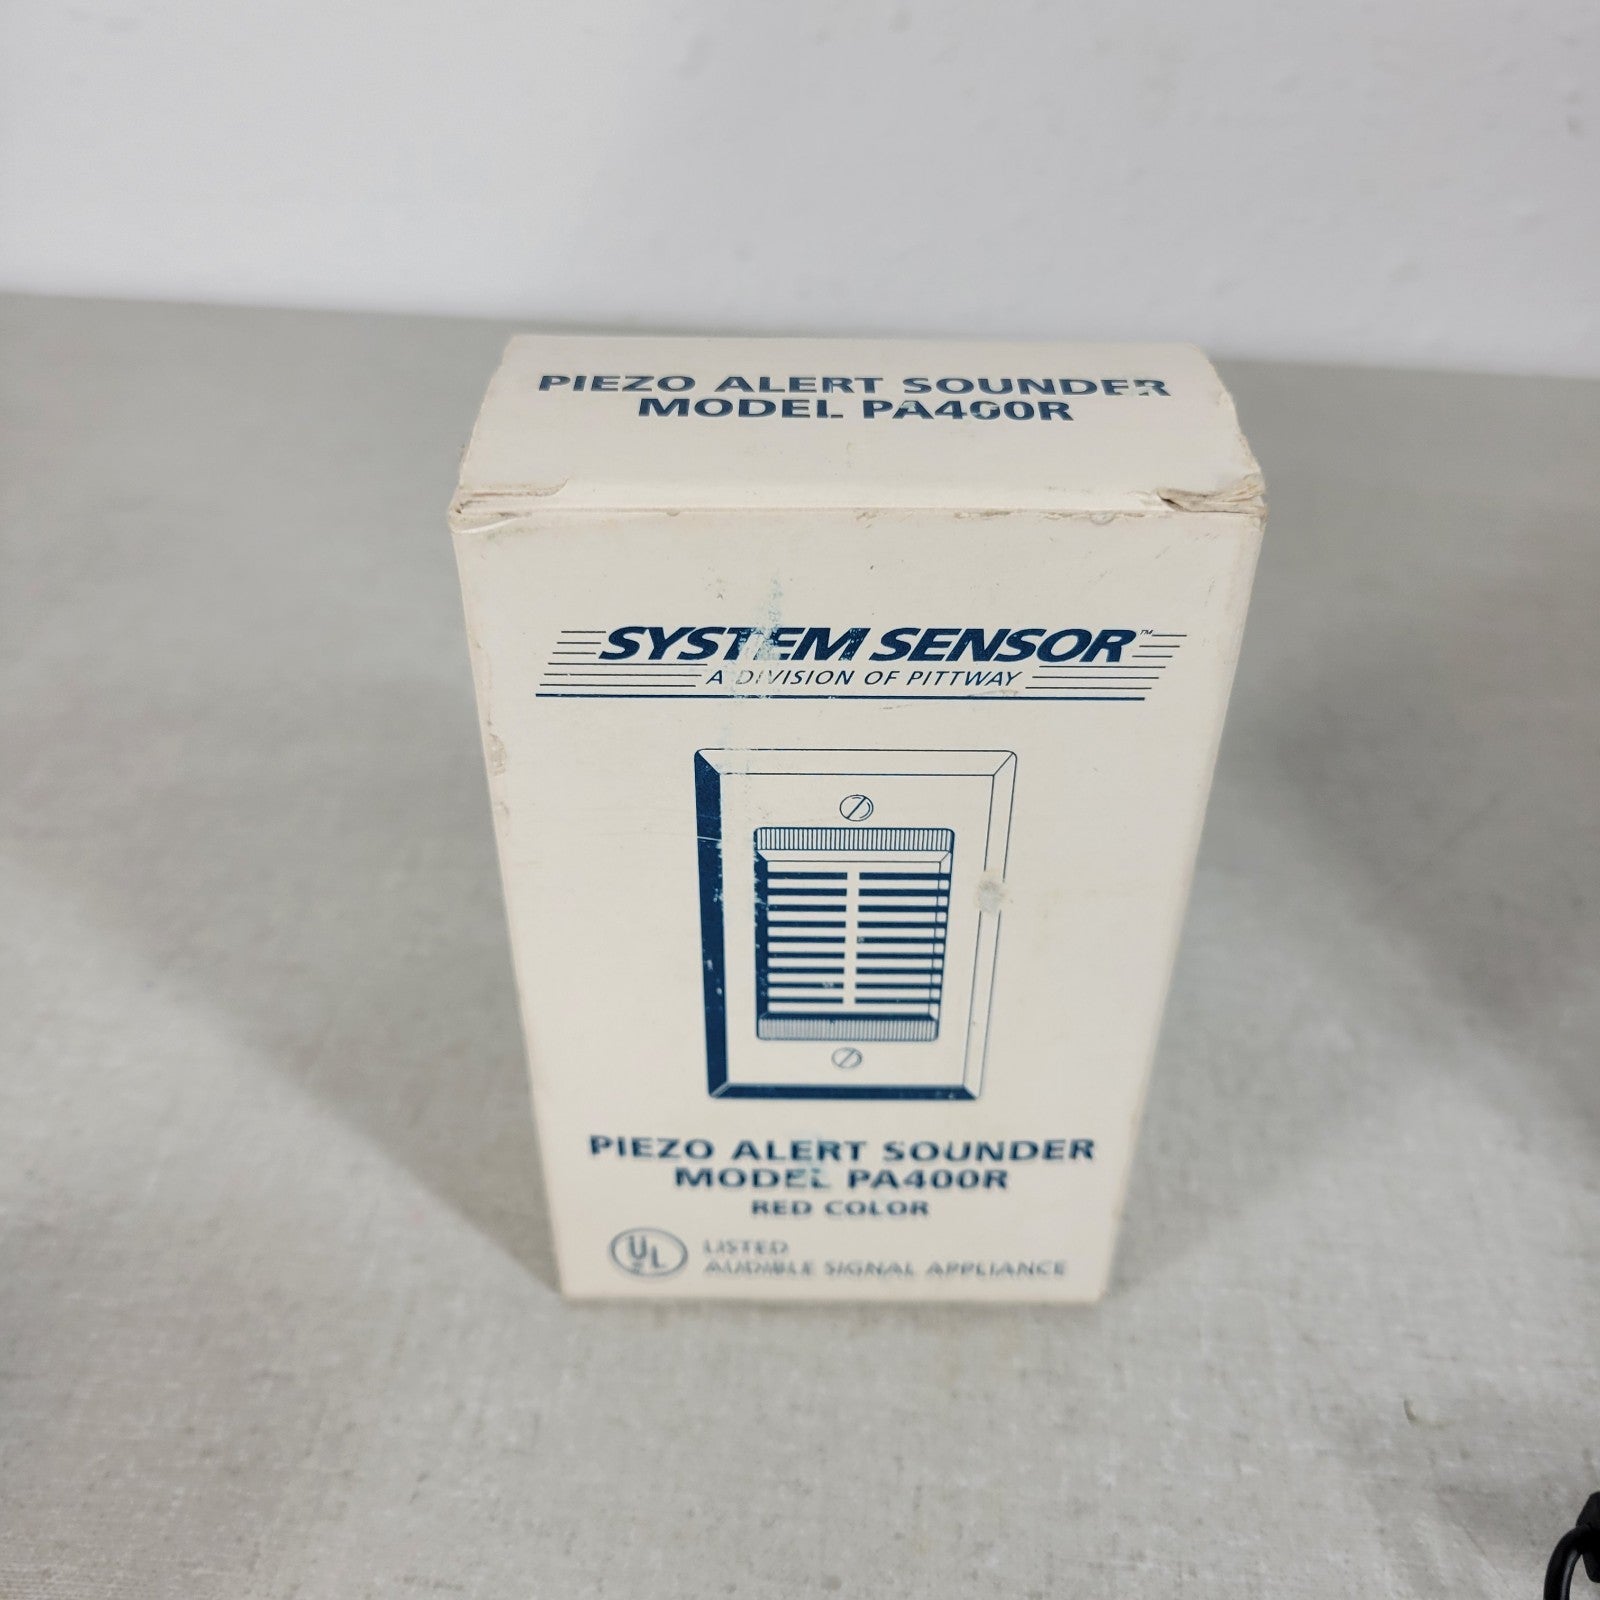 PIEZO ALERT SOUNDER
MODEL PA400R
SYSTEM SENSOR™
A DIVISION OF PITTWAY
PIEZO ALERT SOUNDER
MODEL PA400R
RED COLOR
UL LISTED
AUDIBLE SIGNAL APPLIANCE